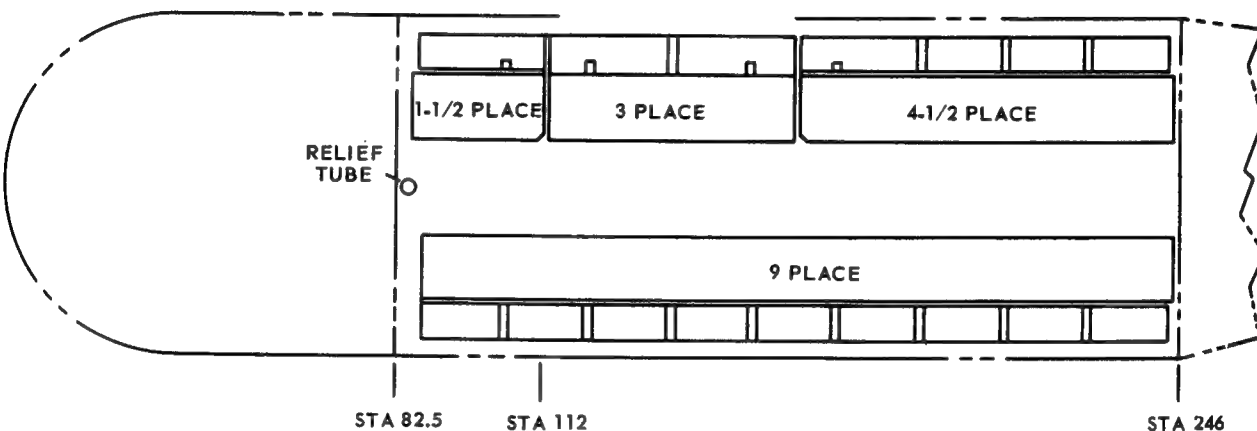 1-1/2 PLACE
3 PLACE
4-1/2 PLACE
RELIEF
TUBE
9 PLACE
STA 82.5
STA 112
STA 246